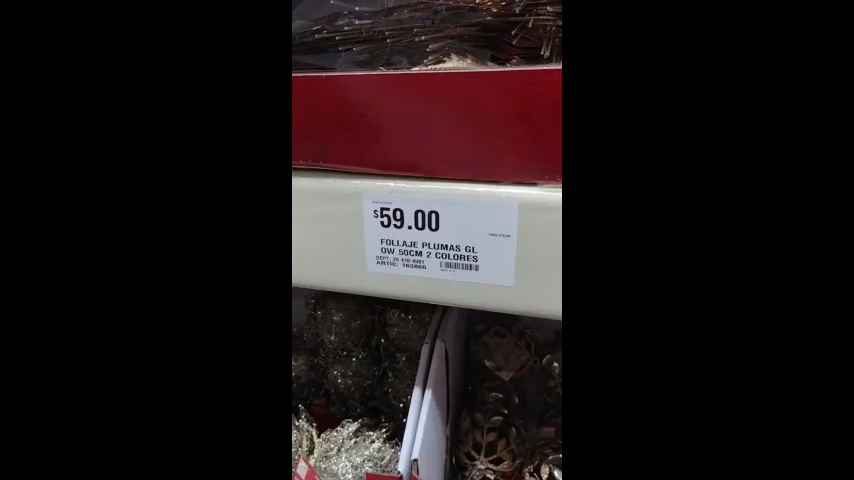 $59.00
FOLLAJE PLUMAS GL
OW 50CM 2 COLORES
ARTIC: 163866